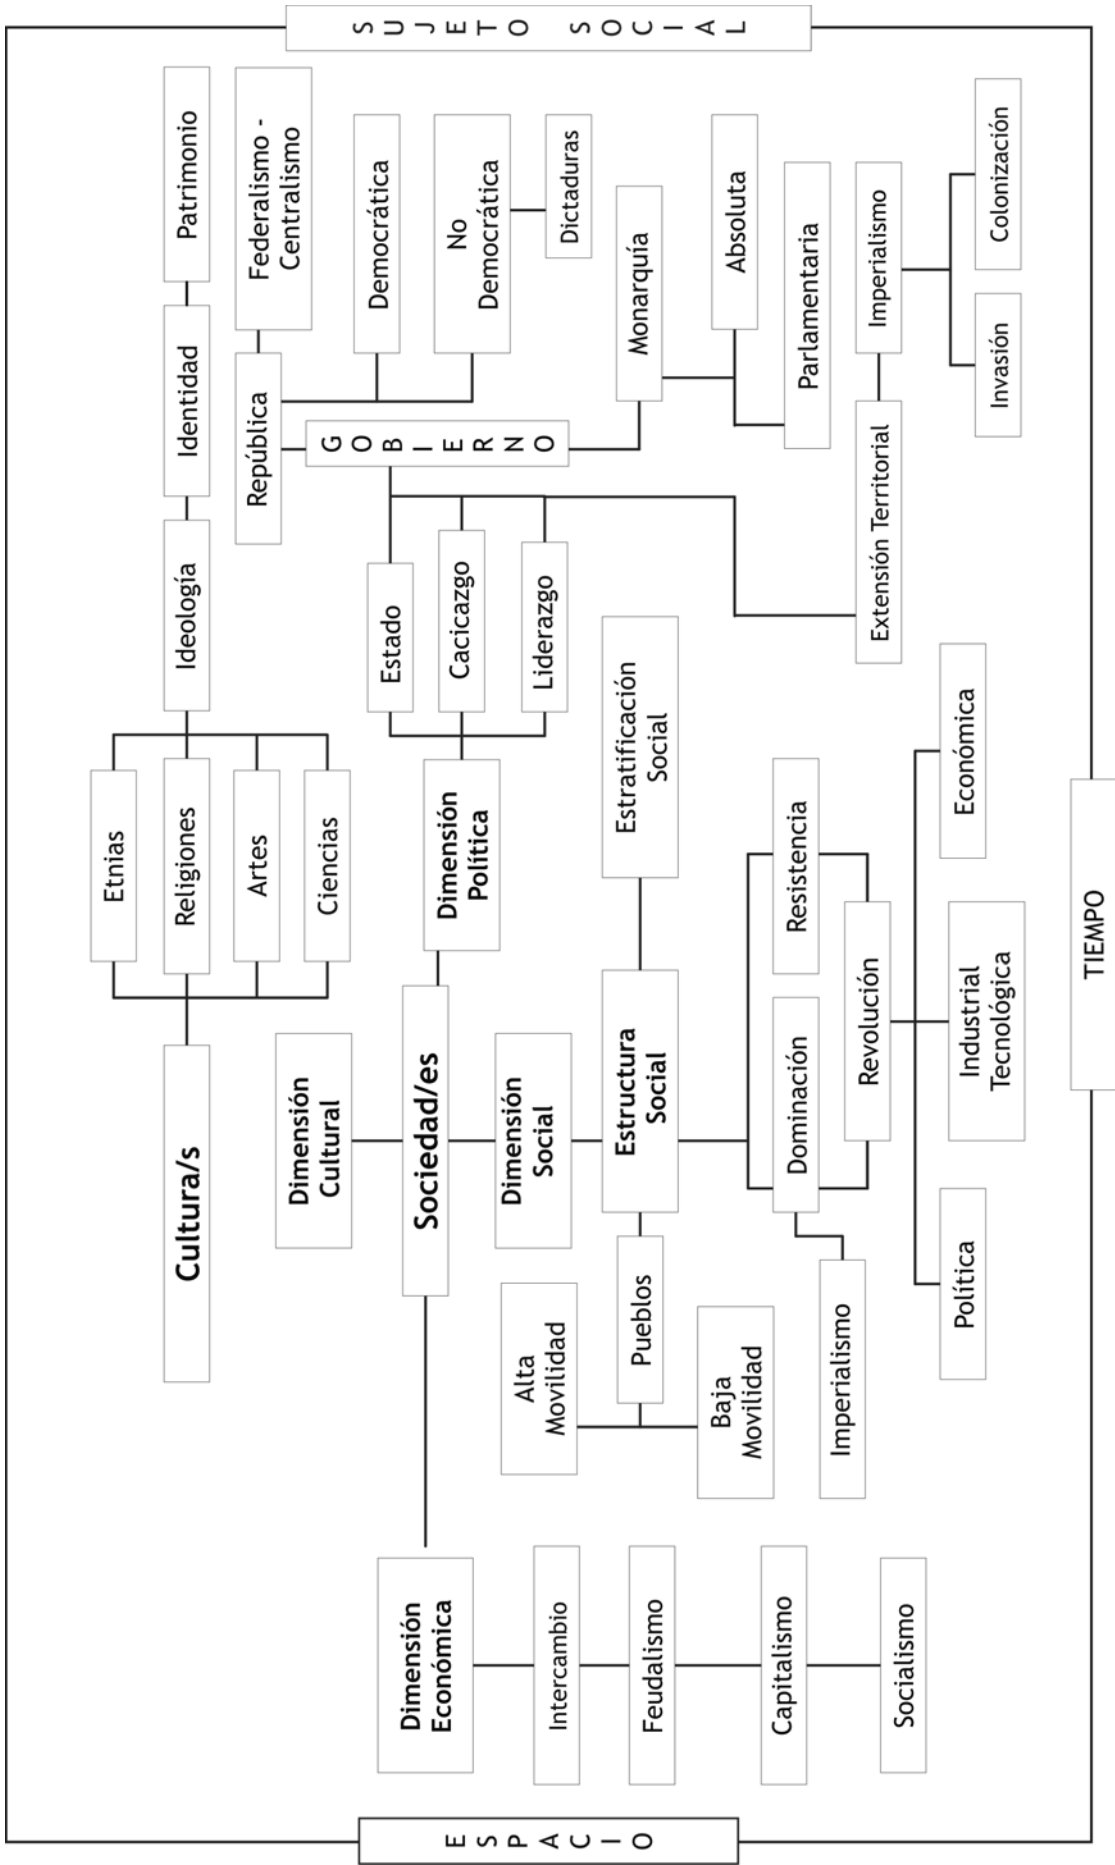 Cultura/s
Etnias
Religiones
Artes
Ciencias
Ideología
Identidad
Patrimonio
Dimensión
Cultural
República
Federalismo -
Centralismo
GOBIERNO
Democrática
No
Democrática
Dictaduras
Dimensión
Económica
Sociedad/es
Dimensión
Política
Estado
Cacicazgo
Liderazgo
Dimensión
Social
Monarquía
Absoluta
Parlamentaria
Intercambio
Feudalismo
Capitalismo
Socialismo
Alta
Movilidad
Pueblos
Baja
Movilidad
Estructura
Social
Estratificación
Social
Dominación
Resistencia
Imperialismo
Revolución
Política
Industrial
Tecnológica
Económica
Extensión Territorial
Imperialismo
Invasión
Colonización
ESPACIO
TIEMPO
SUJETO SOCIAL